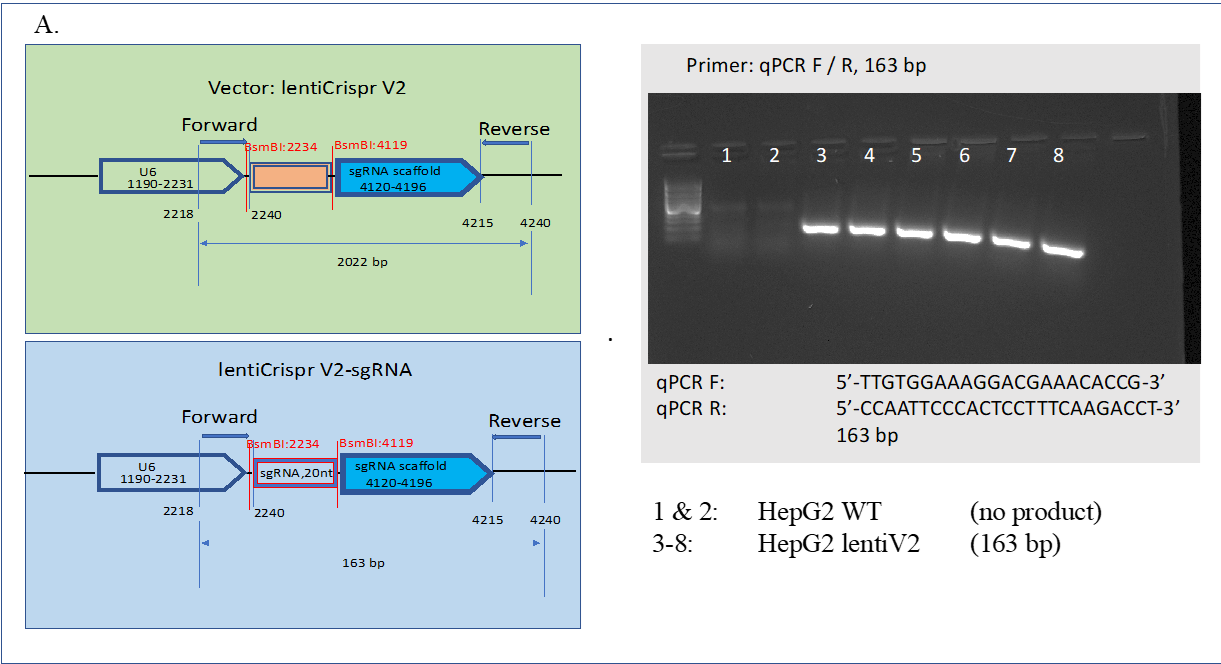 A.
Vector: lentiCrispr V2
Forward
Reverse
BsmBI:2234
BsmBI:4119
U6
1190-2231
sgRNA scaffold
4120-4196
2218
2240
4215
4240
2022 bp
lentiCrispr V2-sgRNA
Forward
Reverse
BsmBI:2234
BsmBI:4119
U6
1190-2231
sgRNA,20nt
sgRNA scaffold
4120-4196
2218
2240
4215
4240
163 bp
.
Primer: qPCR F / R, 163 bp
1 2 3 4 5 6 7 8
qPCR F: 5’-TTGTGGAAAGGACGAAACACCG-3’
qPCR R: 5’-CCAATTCCCACTCCTTTCAAGACCT-3’
163 bp
1 & 2: HepG2 WT (no product)
3-8: HepG2 lentiV2 (163 bp)